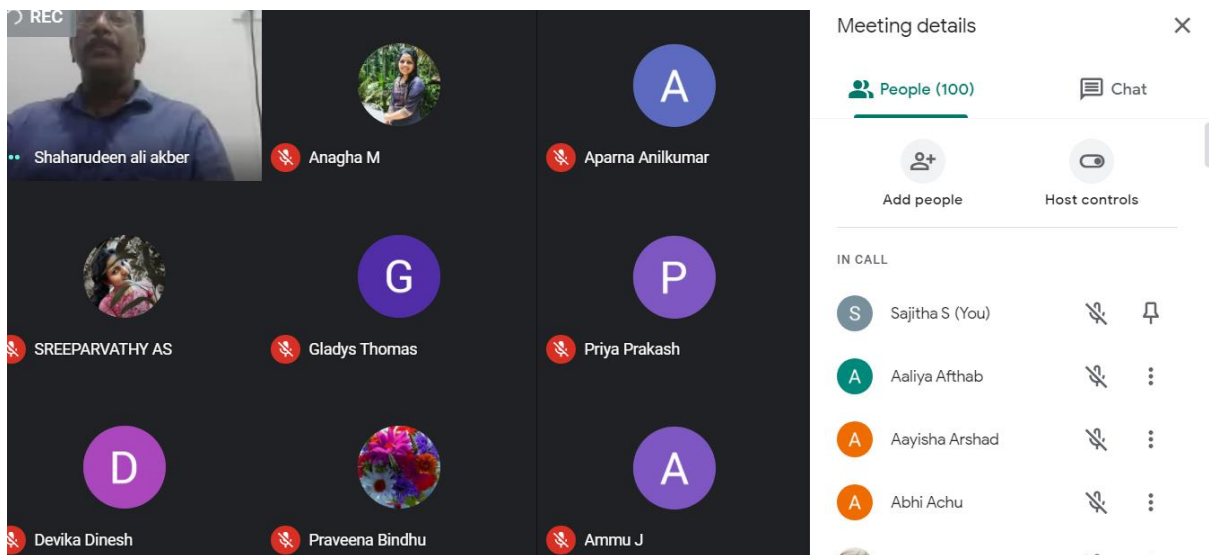 REC
Shaharudeen ali akber
Anagha M
A
Aparna Anilkumar
SREEPARVATHY AS
G
Gladys Thomas
P
Priya Prakash
D
Devika Dinesh
Praveena Bindhu
A
Ammu J
Meeting details
People (100)
Chat
Add people
Host controls
IN CALL
S Sajitha S (You)
A Aaliya Afthab
A Aayisha Arshad
A Abhi Achu